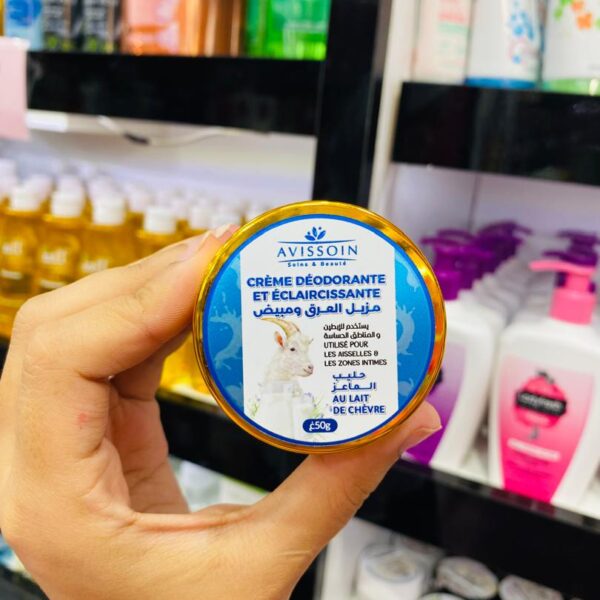 AVISSOIN
Soins & Beauté
CRÈME DÉODORANTE
ET ÉCLAIRCISSANTE
مزيل العرق ومبيض
يستخدم للإبطين
و المناطق الحساسة
UTILISÉ POUR
LES AISSELLES &
LES ZONES INTIMES
حليب
الماعز
AU LAIT
DE CHÈVRE
50g غ